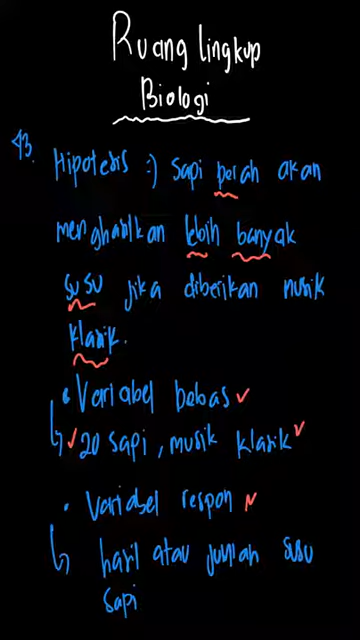 Ruang lingkup
Biologi
43.
Hipotesis :) Sapi perah akan
menghasilkan lebih banyak
susu jika diberikan musik
klasik.
• Variabel bebas
20 sapi, musik klasik
• Variabel respon
hasil atau jumlah susu
sapi